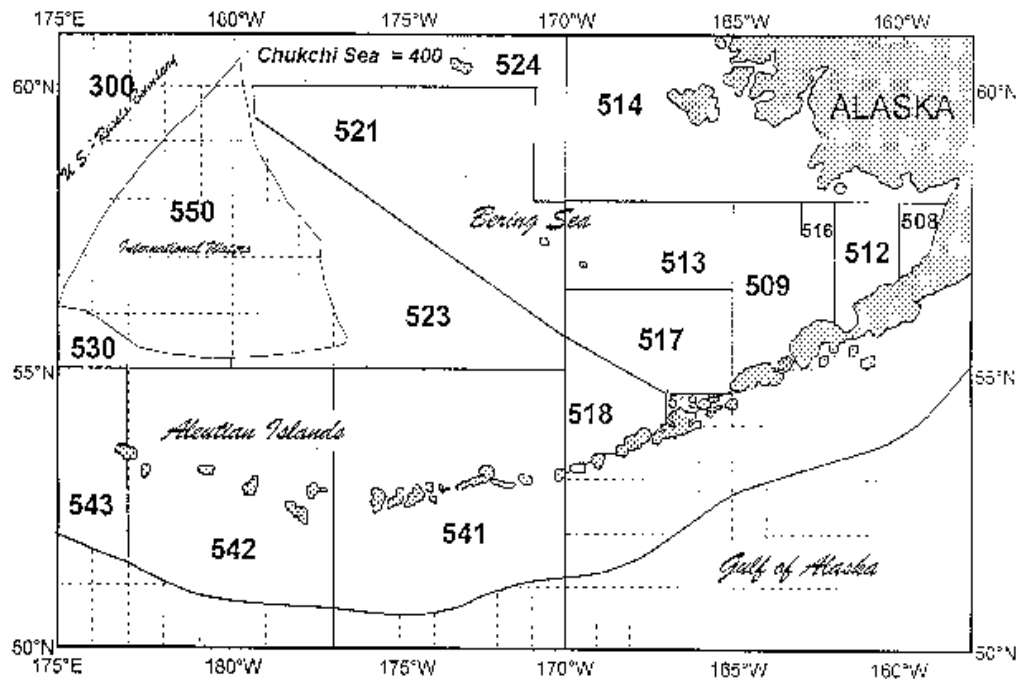 175°E 180°W 175°W 170°W 165°W 160°W
Chukchi Sea = 400
524
300
60°N 60°N
514
ALASKA
521
U S - Russia Boundary
550
Bering Sea
516
508
International Waters
513
512
509
523
517
530
55°N 55°N
518
519
Aleutian Islands
543
542
541
Gulf of Alaska
50°N 50°N
175°E 180°W 175°W 170°W 165°W 160°W